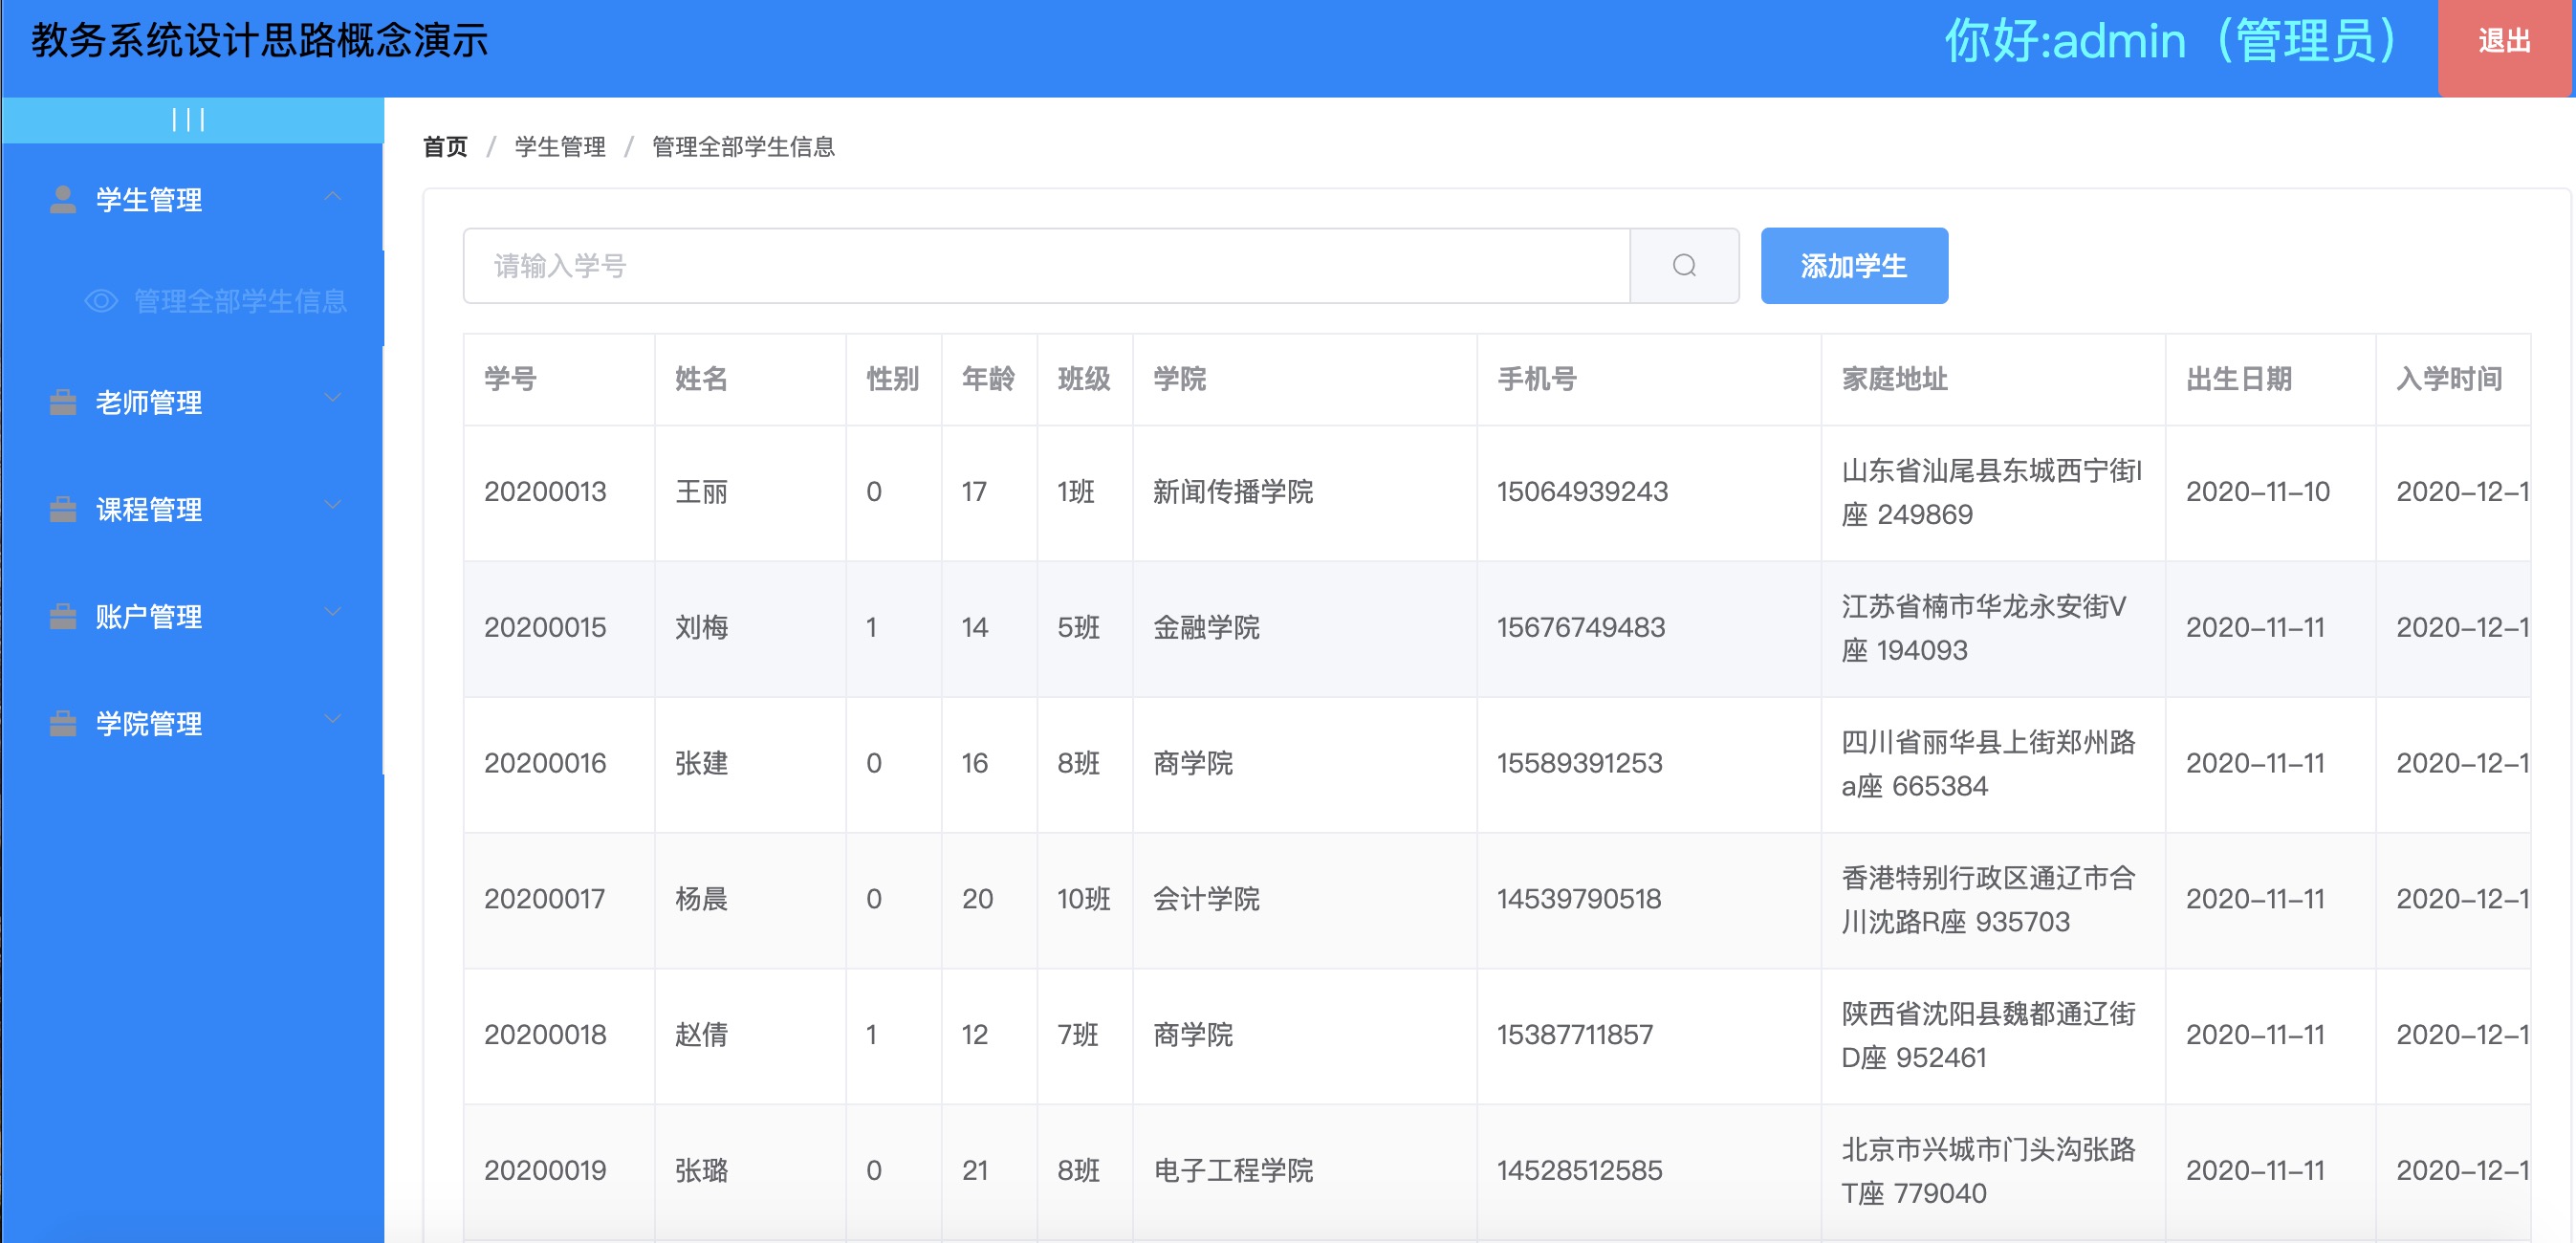 教务系统设计思路概念演示
你好:admin（管理员）
退出
|||
首页 / 学生管理 / 管理全部学生信息
学生管理
管理全部学生信息
老师管理
课程管理
账户管理
学院管理
请输入学号
添加学生
学号 姓名 性别 年龄 班级 学院 手机号 家庭地址 出生日期 入学时间
20200013 王丽 0 17 1班 新闻传播学院 15064939243 山东省汕尾县东城西宁街I
座 249869 2020-11-10 2020-12-1
20200015 刘梅 1 14 5班 金融学院 15676749483 江苏省楠市华龙永安街V
座 194093 2020-11-11 2020-12-1
20200016 张建 0 16 8班 商学院 15589391253 四川省丽华县上街郑州路
a座 665384 2020-11-11 2020-12-1
20200017 杨晨 0 20 10班 会计学院 14539790518 香港特别行政区通辽市合
川沈路R座 935703 2020-11-11 2020-12-1
20200018 赵倩 1 12 7班 商学院 15387711857 陕西省沈阳县魏都通辽街
D座 952461 2020-11-11 2020-12-1
20200019 张璐 0 21 8班 电子工程学院 14528512585 北京市兴城市门头沟张路
T座 779040 2020-11-11 2020-12-1